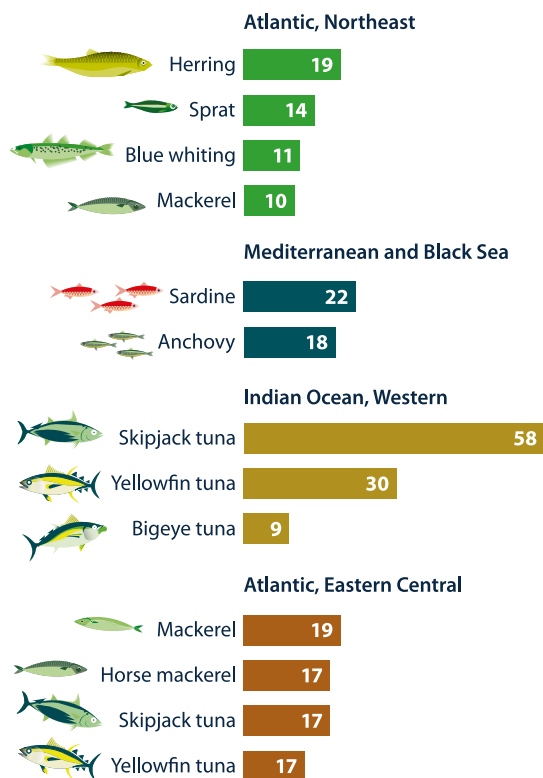 Atlantic, Northeast
Herring 19
Sprat 14
Blue whiting 11
Mackerel 10
Mediterranean and Black Sea
Sardine 22
Anchovy 18
Indian Ocean, Western
Skipjack tuna 58
Yellowfin tuna 30
Bigeye tuna 9
Atlantic, Eastern Central
Mackerel 19
Horse mackerel 17
Skipjack tuna 17
Yellowfin tuna 17